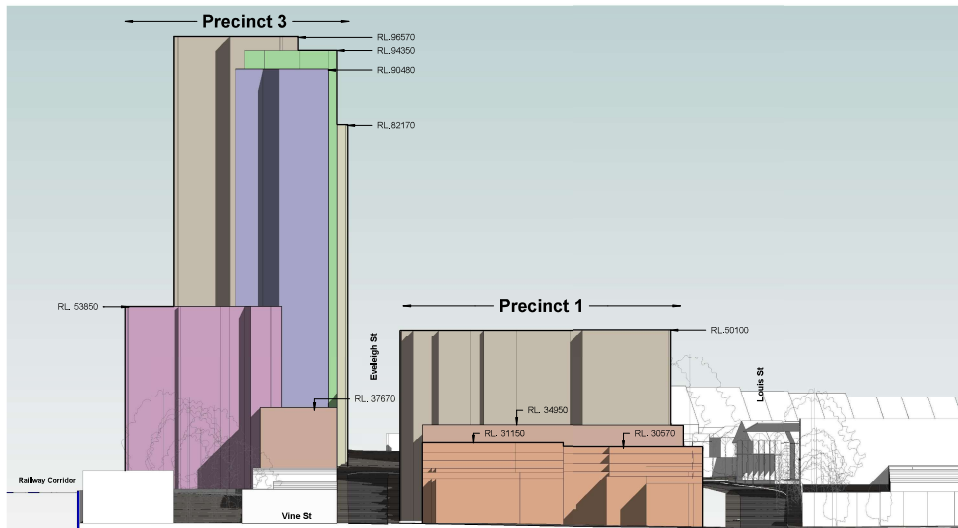 Precinct 3
RL.96570
RL.94350
RL.90480
RL.82170
RL. 53850
Precinct 1
RL.50100
Eveleigh St
Louis St
RL. 37670
RL. 34950
RL. 31150
RL. 30570
Railway Corridor
Vine St